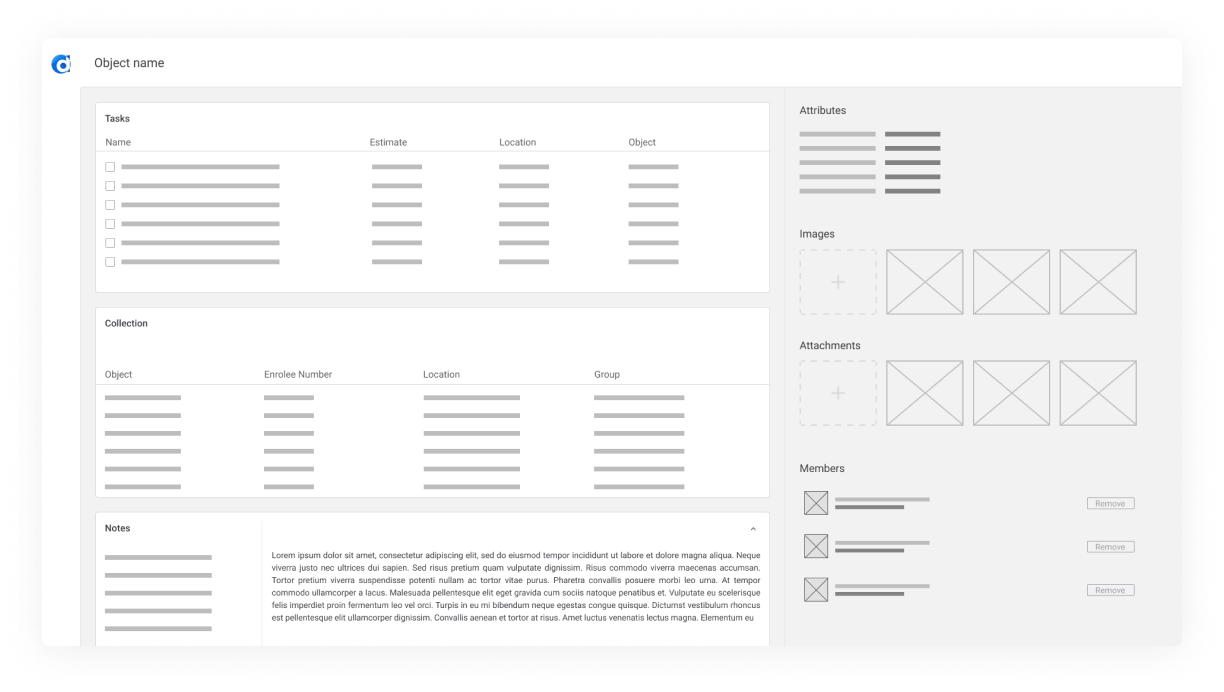 Object name
Tasks
Name Estimate Location Object
Collection
Object Enrolee Number Location Group
Notes
Lorem ipsum dolor sit amet, consectetur adipiscing elit, sed do eiusmod tempor incididunt ut labore et dolore magna aliqua. Neque
viverra justo nec ultrices dui sapien. Sed risus pretium quam vulputate dignissim. Risus commodo viverra maecenas accumsan.
Tortor pretium viverra suspendisse potenti nullam ac tortor vitae purus. Pharetra convallis posuere morbi leo urna. At tempor
commodo ullamcorper a lacus. Malesuada pellentesque elit eget gravida cum sociis natoque penatibus et. Vulputate eu scelerisque
felis imperdiet proin fermentum leo vel orci. Turpis in eu mi bibendum neque egestas congue quisque. Dictumst vestibulum rhoncus
est pellentesque elit ullamcorper dignissim. Convallis aenean et tortor at risus. Amet luctus venenatis lectus magna. Elementum eu
Attributes
Images
Attachments
Members
Remove
Remove
Remove